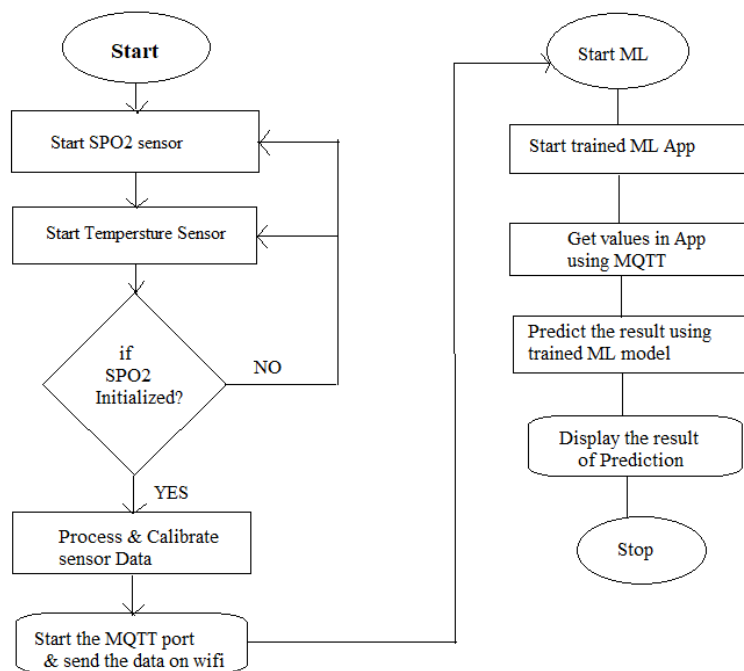 Start
Start SPO2 sensor
Start Tempersture Sensor
if
SPO2
Initialized?
NO
YES
Process & Calibrate
sensor Data
Start the MQTT port
& send the data on wifi
Start ML
Start trained ML App
Get values in App
using MQTT
Predict the result using
trained ML model
Display the result
of Prediction
Stop